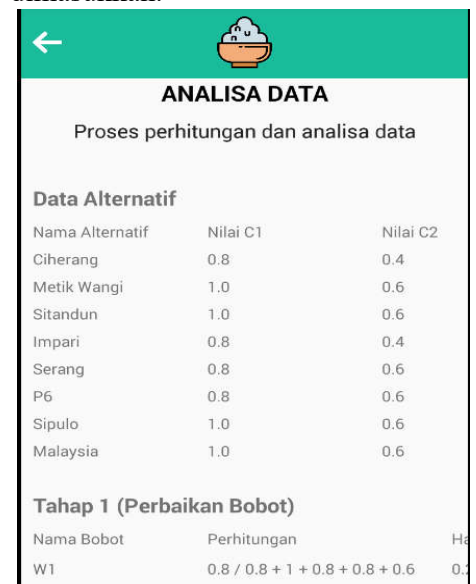 ANALISA DATA
Proses perhitungan dan analisa data
Data Alternatif
Nama Alternatif Nilai C1 Nilai C2
Ciherang 0.8 0.4
Metik Wangi 1.0 0.6
Sitandun 1.0 0.6
Impari 0.8 0.4
Serang 0.8 0.6
P6 0.8 0.6
Sipulo 1.0 0.6
Malaysia 1.0 0.6
Tahap 1 (Perbaikan Bobot)
Nama Bobot Perhitungan
W1 0.8 / 0.8 + 1 + 0.8 + 0.8 + 0.6